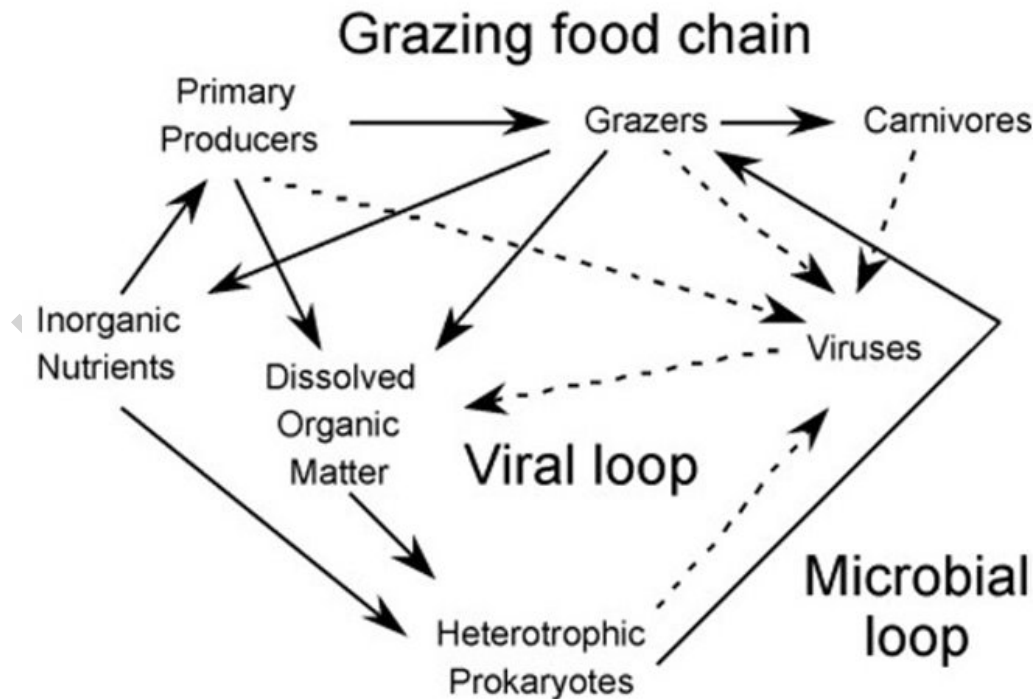 Grazing food chain
Primary
Producers
Grazers
Carnivores
Inorganic
Nutrients
Dissolved
Organic
Matter
Viruses
Viral loop
Microbial
loop
Heterotrophic
Prokaryotes